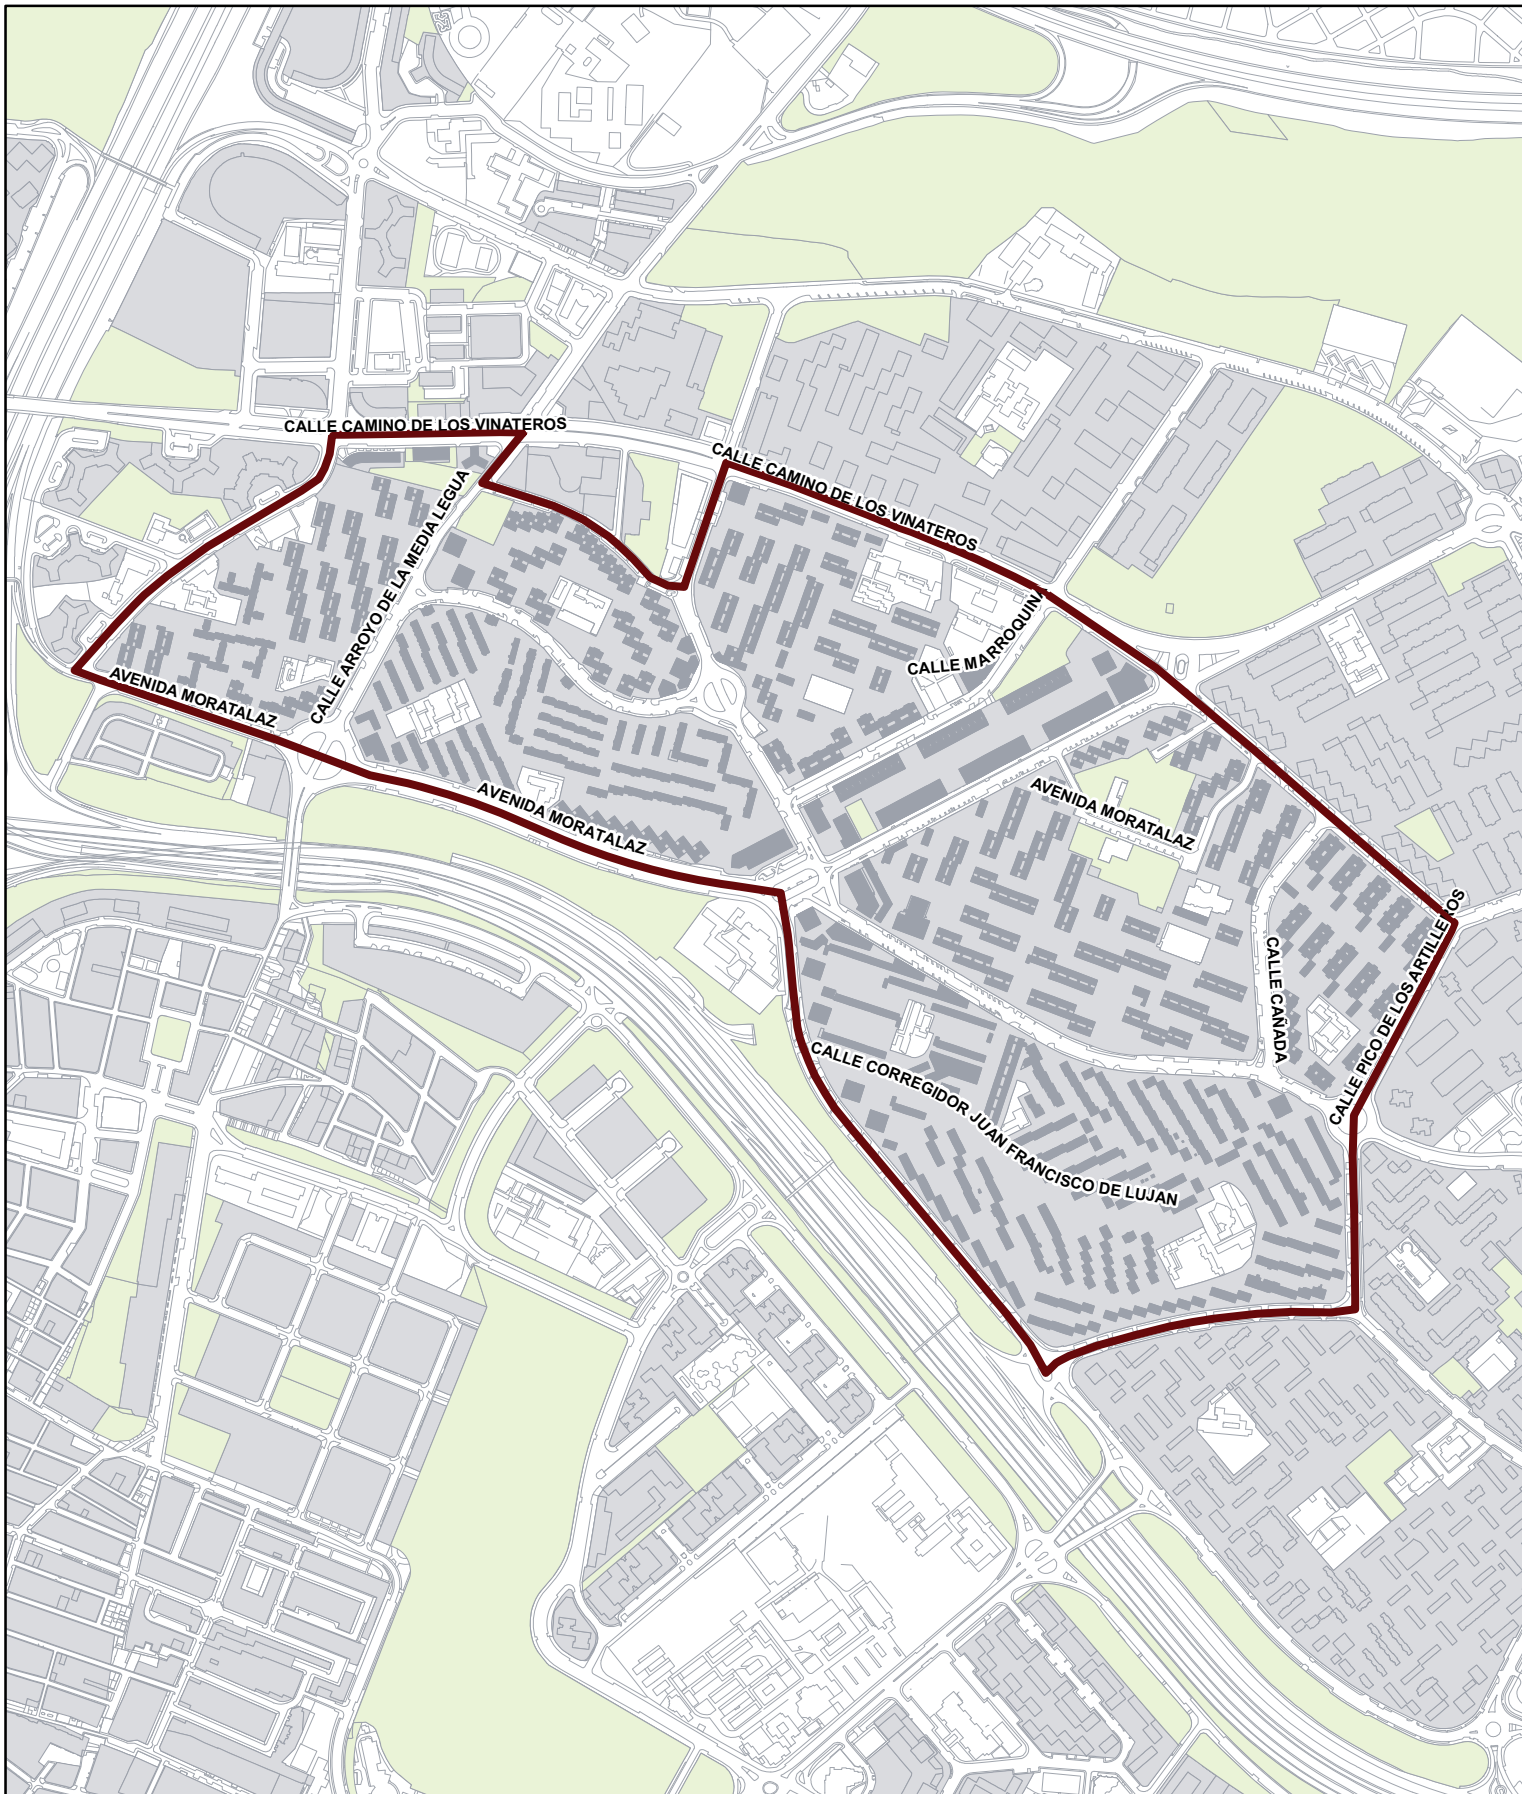 CALLE CAMINO DE LOS VINATEROS
CALLE CAMINO DE LOS VINATEROS
CALLE ARROYO DE LA MEDIA LEGUA
CALLE MARROQUINA
AVENIDA MORATALAZ
AVENIDA MORATALAZ
AVENIDA MORATALAZ
CALLE CAÑADA
CALLE PICO DE LOS ARTILLEROS
CALLE CORREGIDOR JUAN FRANCISCO DE LUJAN